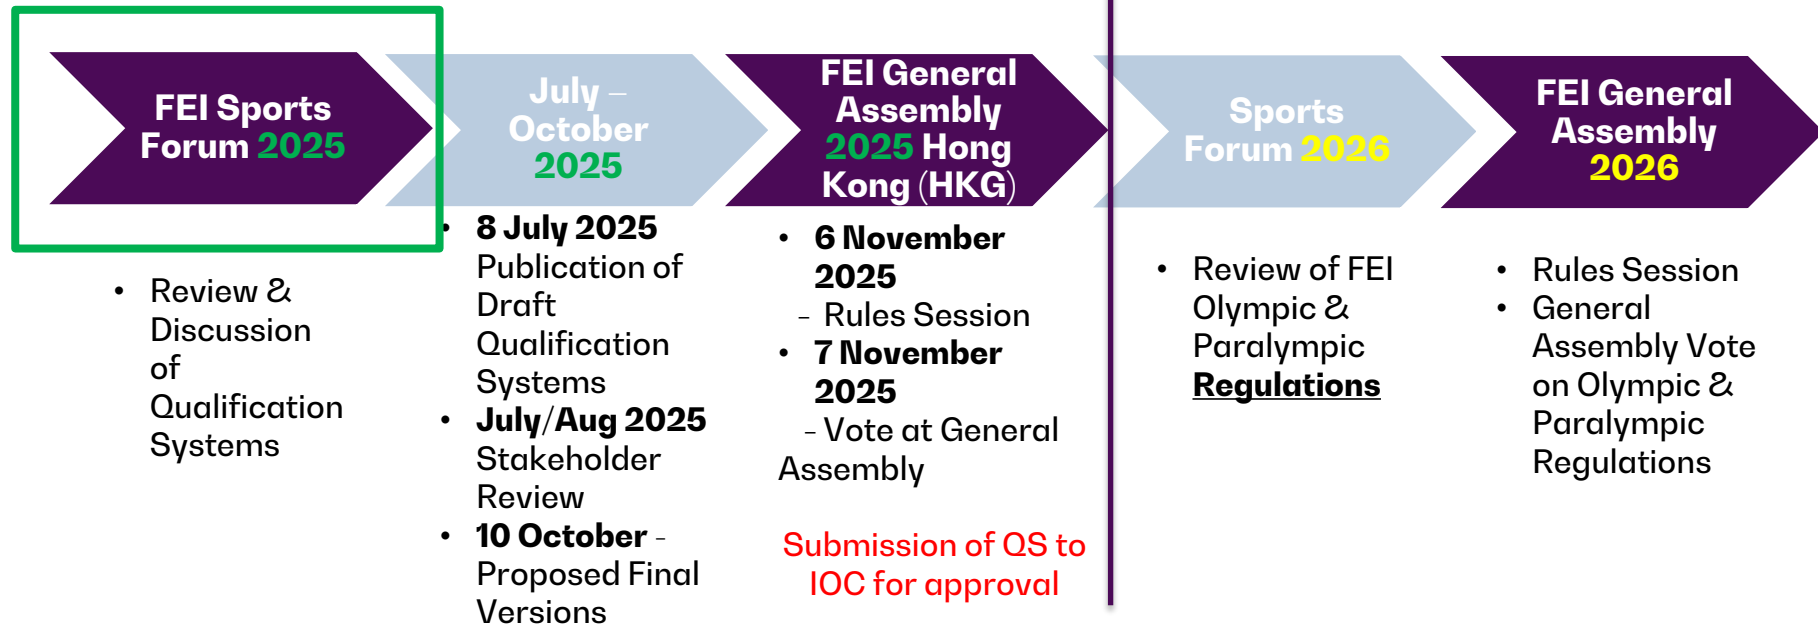 FEI Sports
Forum 2025
July –
October
2025
FEI General
Assembly
2025 Hong
Kong (HKG)
Sports
Forum 2026
FEI General
Assembly
2026
• Review &
Discussion
of
Qualification
Systems
• 8 July 2025
Publication of
Draft
Qualification
Systems
• July/Aug 2025
Stakeholder
Review
• 10 October -
Proposed Final
Versions
• 6 November
2025
- Rules Session
• 7 November
2025
- Vote at General
Assembly
Submission of QS to
IOC for approval
• Review of FEI
Olympic &
Paralympic
Regulations
• Rules Session
• General
Assembly Vote
on Olympic &
Paralympic
Regulations